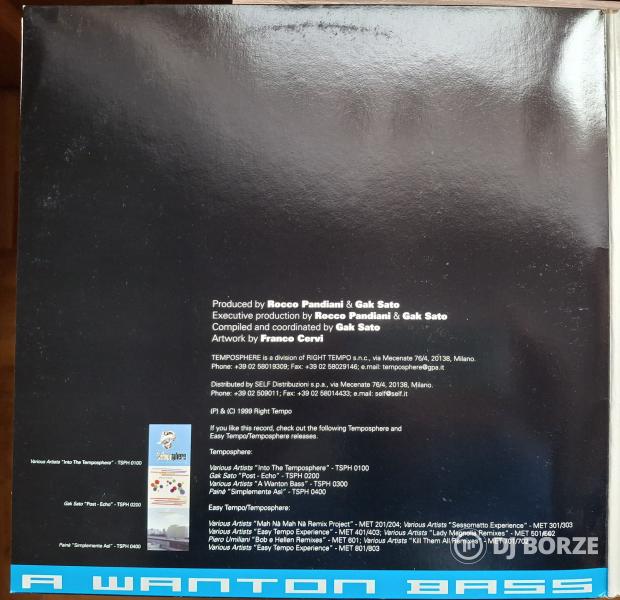 Produced by Rocco Pandiani & Gak Sato
Executive production by Rocco Pandiani & Gak Sato
Compiled and coordinated by Gak Sato
Artwork by Franco Cervi
TEMPOSPHERE is a division of RIGHT TEMPO s.n.c., via Mecenate 76/4, 20138, Milano.
Phone: +39 02 58019309; Fax: +39 02 58029146; e.mail: temposphere@gpa.it
Distributed by SELF Distribuzioni s.p.a., via Mecenate 76/4, 20138, Milano.
Phone: +39 02 509011; Fax: +39 02 58014433; e.mail: self@self.it
(P) & (C) 1999 Right Tempo
If you like this record, check out the following Temposphere and
Easy Tempo/Temposphere releases.
Temposphere:
Various Artists "Into The Temposphere" - TSPH 0100
Gak Sato "Post - Echo" - TSPH 0200
Various Artists "A Wanton Bass" - TSPH 0300
Painè "Simplemente Asi" - TSPH 0400
Easy Tempo/Temposphere:
Various Artists "Mah Nà Mah Nà Remix Project" - MET 201/204; Various Artists "Sessomatto Experience" - MET 301/303
Various Artists "Easy Tempo Experience" - MET 401/403; Various Artists "Lady Magnolia Remixes" - MET 501/502
Piero Umiliani "Bob e Hellen Remixes" - MET 601; Various Artists "Kill Them All Remixes" - MET 701/702
Various Artists "Easy Tempo Experience" - MET 801/803
Various Artists "Into The Temposphere" - TSPH 0100
Gak Sato "Post - Echo" - TSPH 0200
Painè "Simplemente Asi" - TSPH 0400
DJ BORZE
A WANTON BASS